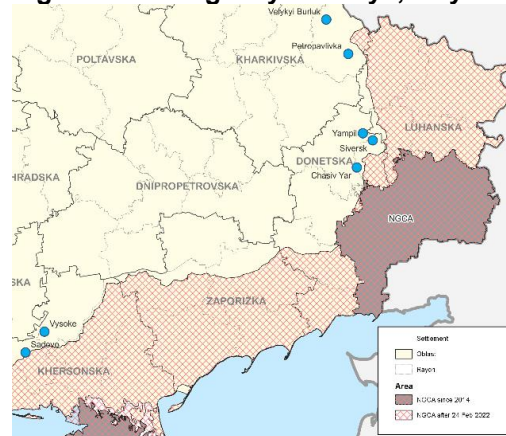 Velykyi Burluk
Petropavlivka
POLTAVSKA
KHARKIVSKA
LUHANSKA
Yampil
Siversk
DONETSKA
Chasiv Yar
HRADSKA
DNIPROPETROVSKA
NGCA
ZAPORIZKA
SKA
Vysoke
Sadove
KHERSONSKA
Settlement
Oblast
Rayon
Area
NGCA since 2014
NGCA after 24 Feb 2022